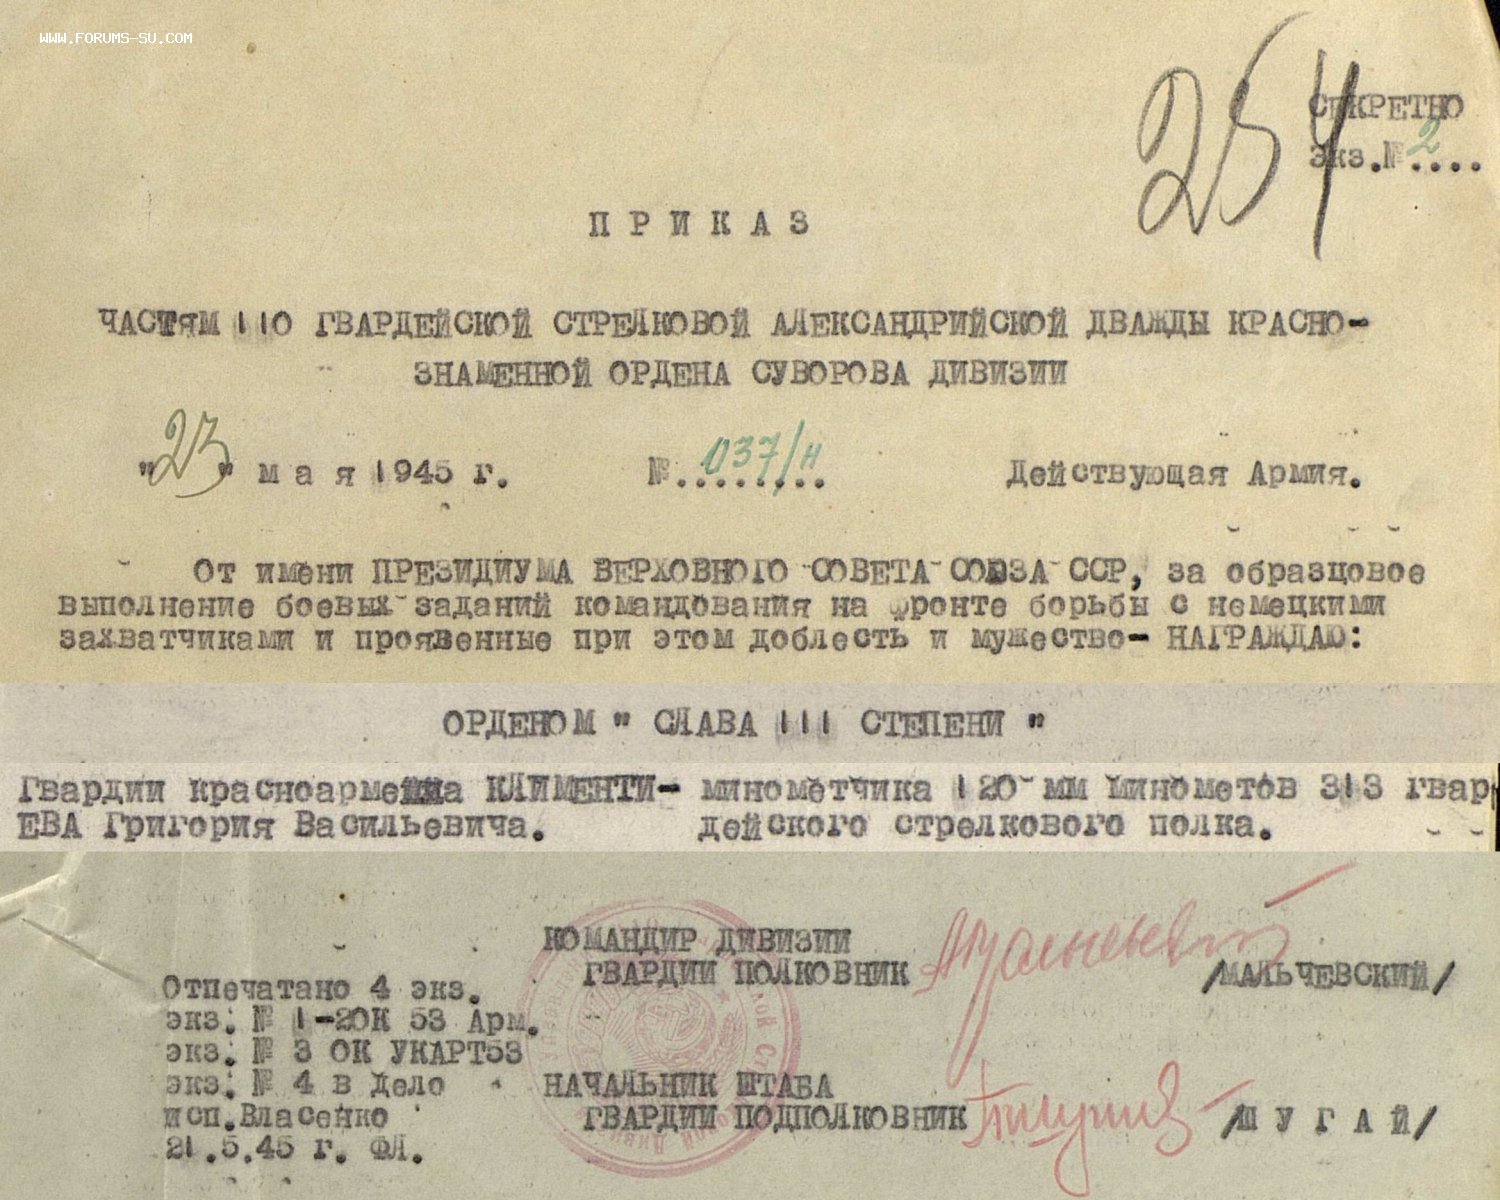 WWW.FORUMS-SU.COM
254
СЕКРЕТНО
Экз.№ 2....
ПРИКАЗ
ЧАСТЯМ 110 ГВАРДЕЙСКОЙ СТРЕЛКОВОЙ АЛЕКСАНДРИЙСКОЙ ДВАЖДЫ КРАСНО-
ЗНАМЕННОЙ ОРДЕНА СУВОРОВА ДИВИЗИИ
"23" мая 1945 г. № 037/н Действующая Армия.
От имени ПРЕЗИДИУМА ВЕРХОВНОГО СОВЕТА СОЮЗА ССР, за образцовое
выполнение боевых заданий командования на фронте борьбы с немецкими
захватчиками и проявенные при этом доблесть и мужество- НАГРАЖДАЮ:
ОРДЕНОМ " СЛАВА III СТЕПЕНИ "
Гвардии красноармейца КЛИМЕНТИ- минометчика 120 мм минометов 313 гвар
ЕВА Григория Васильевича. дейского стрелкового полка.
КОМАНДИР ДИВИЗИИ
ГВАРДИИ ПОЛКОВНИК /МАЛЬЧЕВСКИЙ/
Отпечатано 4 экз.
экз. № 1-2ОК 53 Арм.
экз. № 3 ОК УКАРТ53
экз. № 4 в дело
НАЧАЛЬНИК ШТАБА
исп.Власенко
ГВАРДИИ ПОДПОЛКОВНИК /ШУГАЙ/
21.5.45 г. ФЛ.